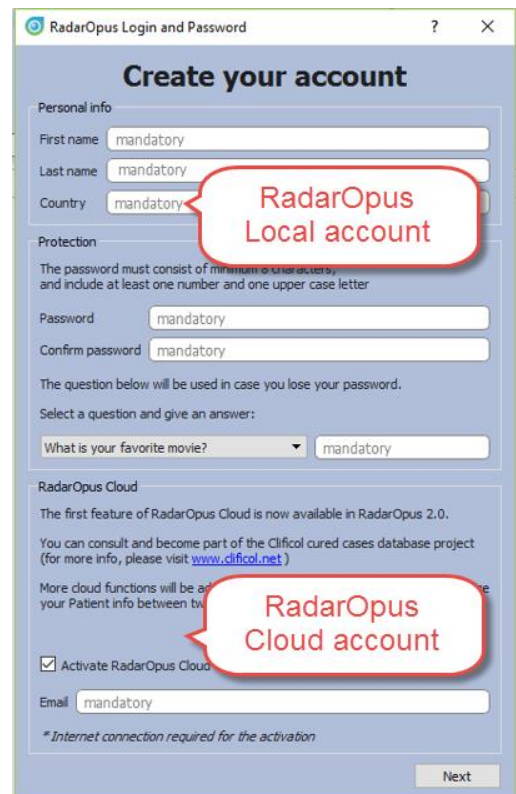 RadarOpus Login and Password ? ×
Create your account
Personal info
First name mandatory
Last name mandatory
Country mandatory
RadarOpus
Local account
Protection
The password must consist of minimum 8 characters,
and include at least one number and one upper case letter
Password mandatory
Confirm password mandatory
The question below will be used in case you lose your password.
Select a question and give an answer:
What is your favorite movie? mandatory
RadarOpus Cloud
The first feature of RadarOpus Cloud is now available in RadarOpus 2.0.
You can consult and become part of the Clificol cured cases database project
(for more info, please visit www.clificol.net )
More cloud functions will be
your Patient info between
RadarOpus
Cloud account
Activate RadarOpus Cloud
Email mandatory
* Internet connection required for the activation
Next